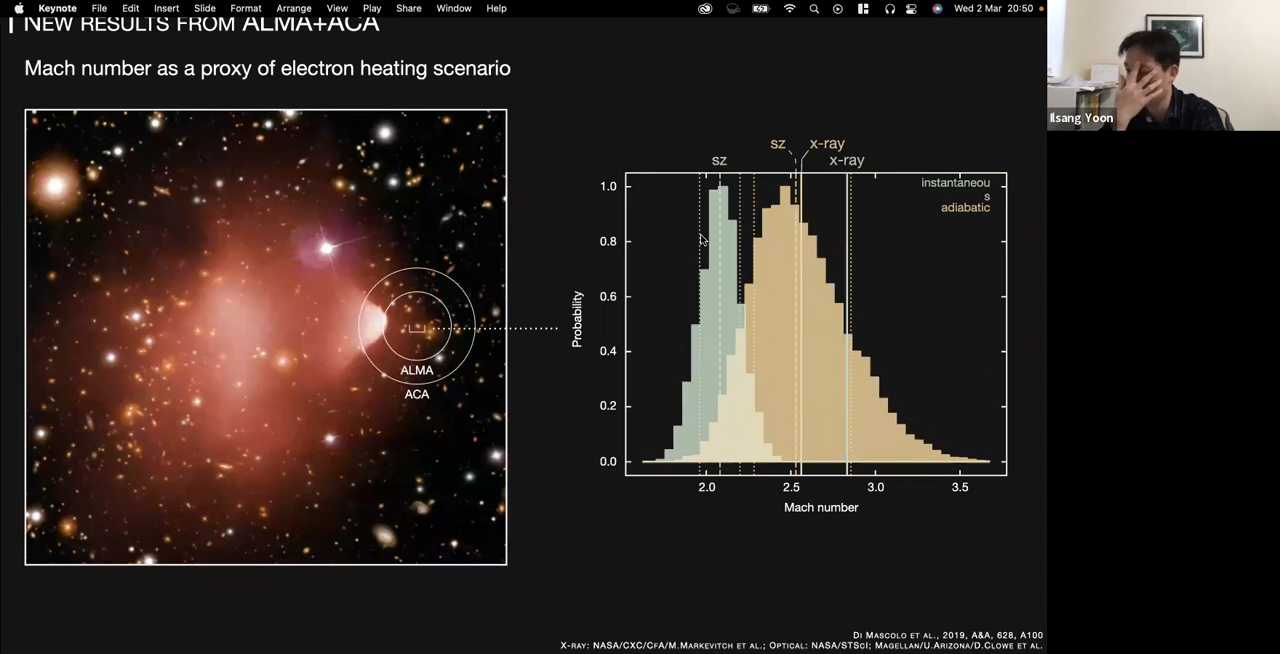 Keynote File Edit Insert Slide Format Arrange View Play Share Window Help Wed 2 Mar 20:50
NEW RESULTS FROM ALMA+ACA
Mach number as a proxy of electron heating scenario
Ilsang Yoon
ALMA
ACA
sz x-ray
sz x-ray
instantaneou
s
adiabatic
1.0
0.8
0.6
0.4
0.2
0.0
Probability
2.0 2.5 3.0 3.5
Mach number
DI MASCOLO ET AL., 2019, A&A, 628, A100
X-RAY: NASA/CXC/CFA/M.MARKEVITCH ET AL.; OPTICAL: NASA/STSCI; MAGELLAN/U.ARIZONA/D.CLOWE ET AL.